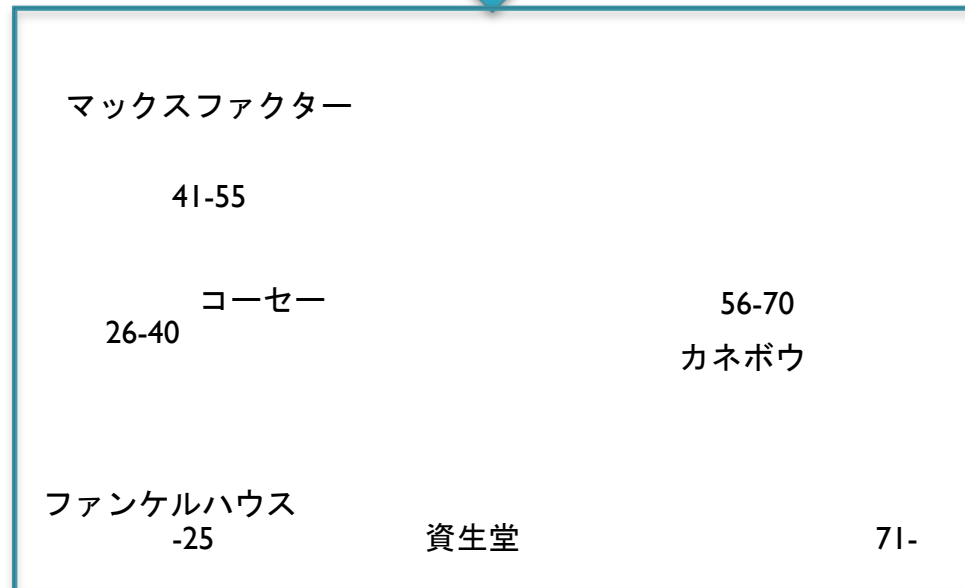 マックスファクター
41-55
コーセー
56-70
26-40
カネボウ
ファンケルハウス
-25
資生堂
71-